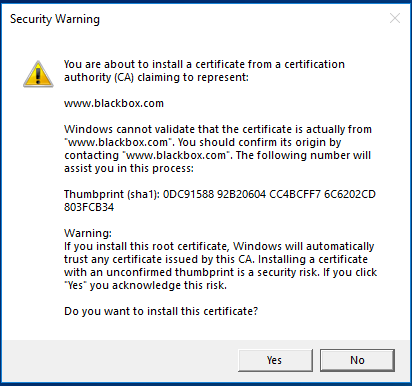 Security Warning
You are about to install a certificate from a certification
authority (CA) claiming to represent:
www.blackbox.com
Windows cannot validate that the certificate is actually from
"www.blackbox.com". You should confirm its origin by
contacting "www.blackbox.com". The following number will
assist you in this process:
Thumbprint (sha1): 0DC91588 92B20604 CC4BCFF7 6C6202CD
803FCB34
Warning:
If you install this root certificate, Windows will automatically
trust any certificate issued by this CA. Installing a certificate
with an unconfirmed thumbprint is a security risk. If you click
"Yes" you acknowledge this risk.
Do you want to install this certificate?
Yes
No